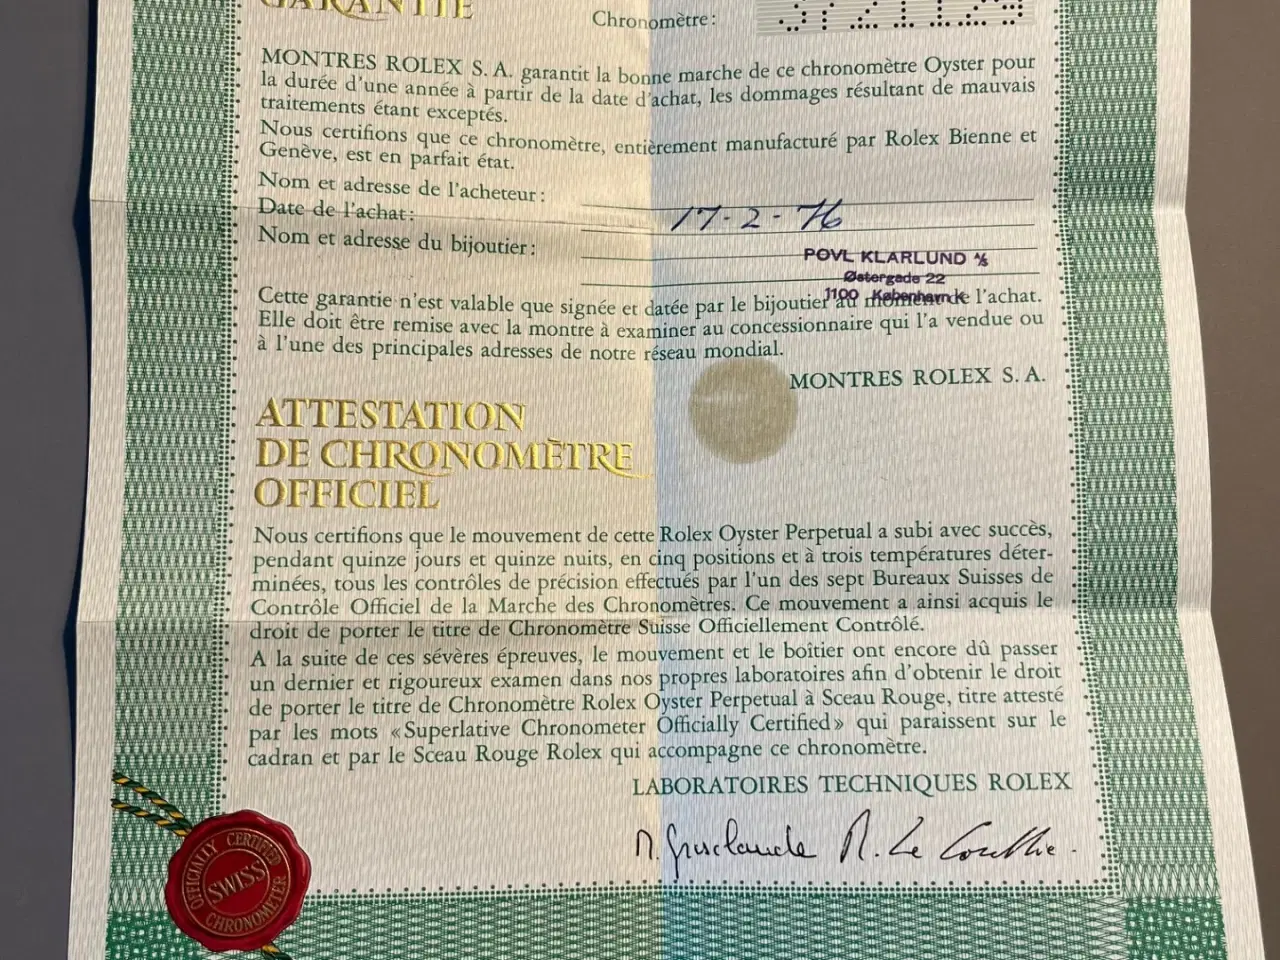 GARANTIE
Chronomètre:
MONTRES ROLEX S. A. garantit la bonne marche de ce chronomètre Oyster pour
la durée d'une année à partir de la date d'achat, les dommages résultant de mauvais
traitements étant exceptés.
Nous certifions que ce chronomètre, entièrement manufacturé par Rolex Bienne et
Genève, est en parfait état.
Nom et adresse de l'acheteur:
Date de l'achat: 17-2-76
Nom et adresse du bijoutier:
POVL KLARLUND A/S
Østergade 22
1100 København K
Cette garantie n'est valable que signée et datée par le bijoutier au moment de l'achat.
Elle doit être remise avec la montre à examiner au concessionnaire qui l'a vendue ou
à l'une des principales adresses de notre réseau mondial.
MONTRES ROLEX S. A.
ATTESTATION
DE CHRONOMÈTRE
OFFICIEL
Nous certifions que le mouvement de cette Rolex Oyster Perpetual a subi avec succès,
pendant quinze jours et quinze nuits, en cinq positions et à trois températures déter-
minées, tous les contrôles de précision effectués par l'un des sept Bureaux Suisses de
Contrôle Officiel de la Marche des Chronomètres. Ce mouvement a ainsi acquis le
droit de porter le titre de Chronomètre Suisse Officiellement Contrôlé.
A la suite de ces sévères épreuves, le mouvement et le boîtier ont encore dû passer
un dernier et rigoureux examen dans nos propres laboratoires afin d'obtenir le droit
de porter le titre de Chronomètre Rolex Oyster Perpetual à Sceau Rouge, titre attesté
par les mots «Superlative Chronometer Officially Certified» qui paraissent sur le
cadran et par le Sceau Rouge Rolex qui accompagne ce chronomètre.
LABORATOIRES TECHNIQUES ROLEX
OFFICIALLY CERTIFIED
SWISS
CHRONOMETER